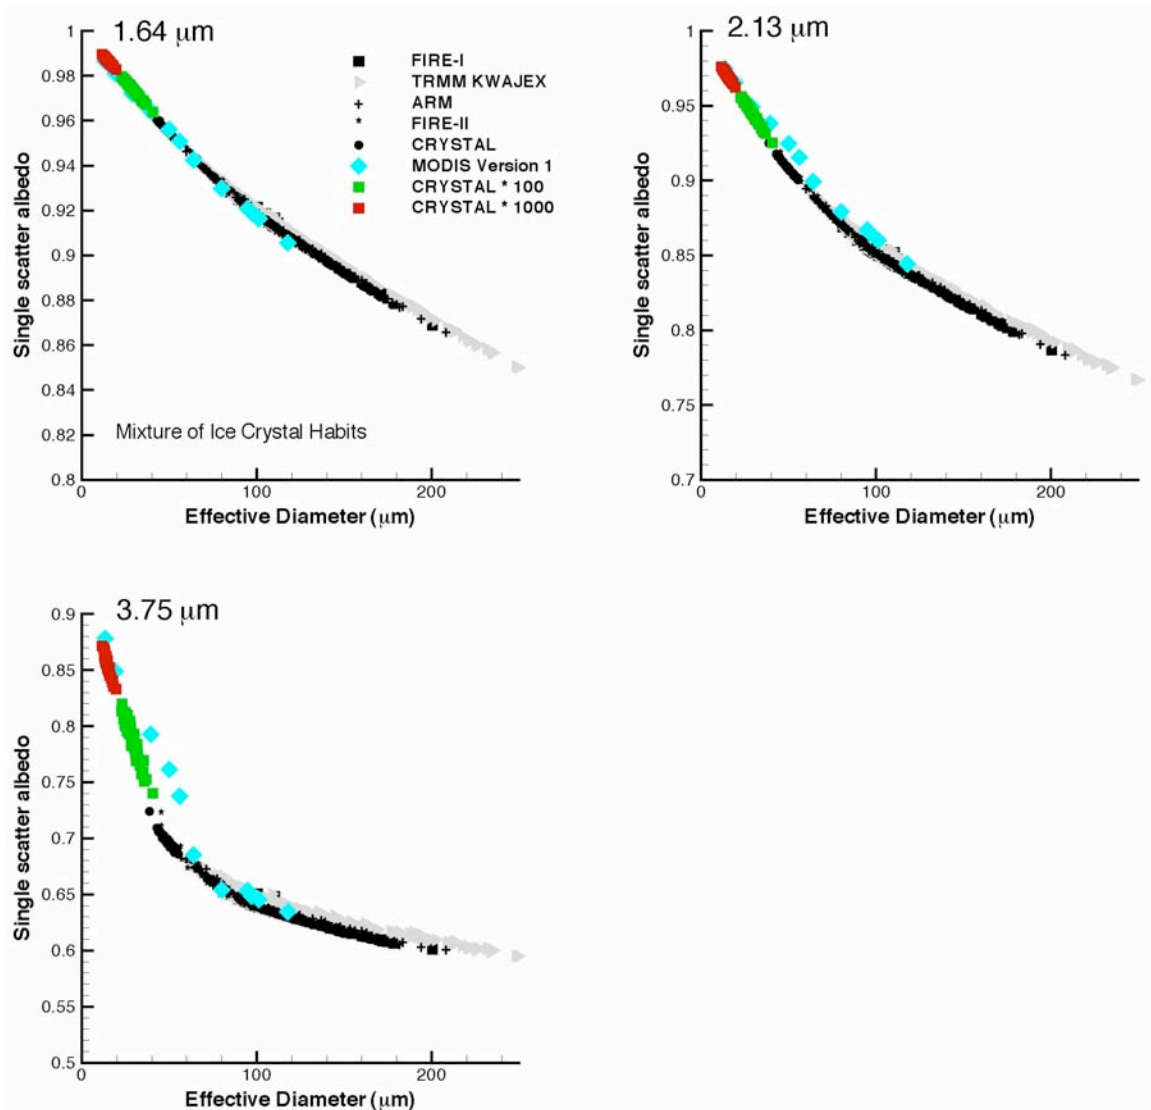 1.64 μm
1
0.98
0.96
0.94
0.92
0.9
0.88
0.86
0.84
0.82
0.8
0
100
200
Single scatter albedo
Effective Diameter (μm)
Mixture of Ice Crystal Habits
FIRE-I
TRMM KWAJEX
ARM
FIRE-II
CRYSTAL
MODIS Version 1
CRYSTAL * 100
CRYSTAL * 1000
2.13 μm
1
0.95
0.9
0.85
0.8
0.75
0.7
0
100
200
Single scatter albedo
Effective Diameter (μm)
3.75 μm
0.9
0.85
0.8
0.75
0.7
0.65
0.6
0.55
0.5
0
100
200
Single scatter albedo
Effective Diameter (μm)